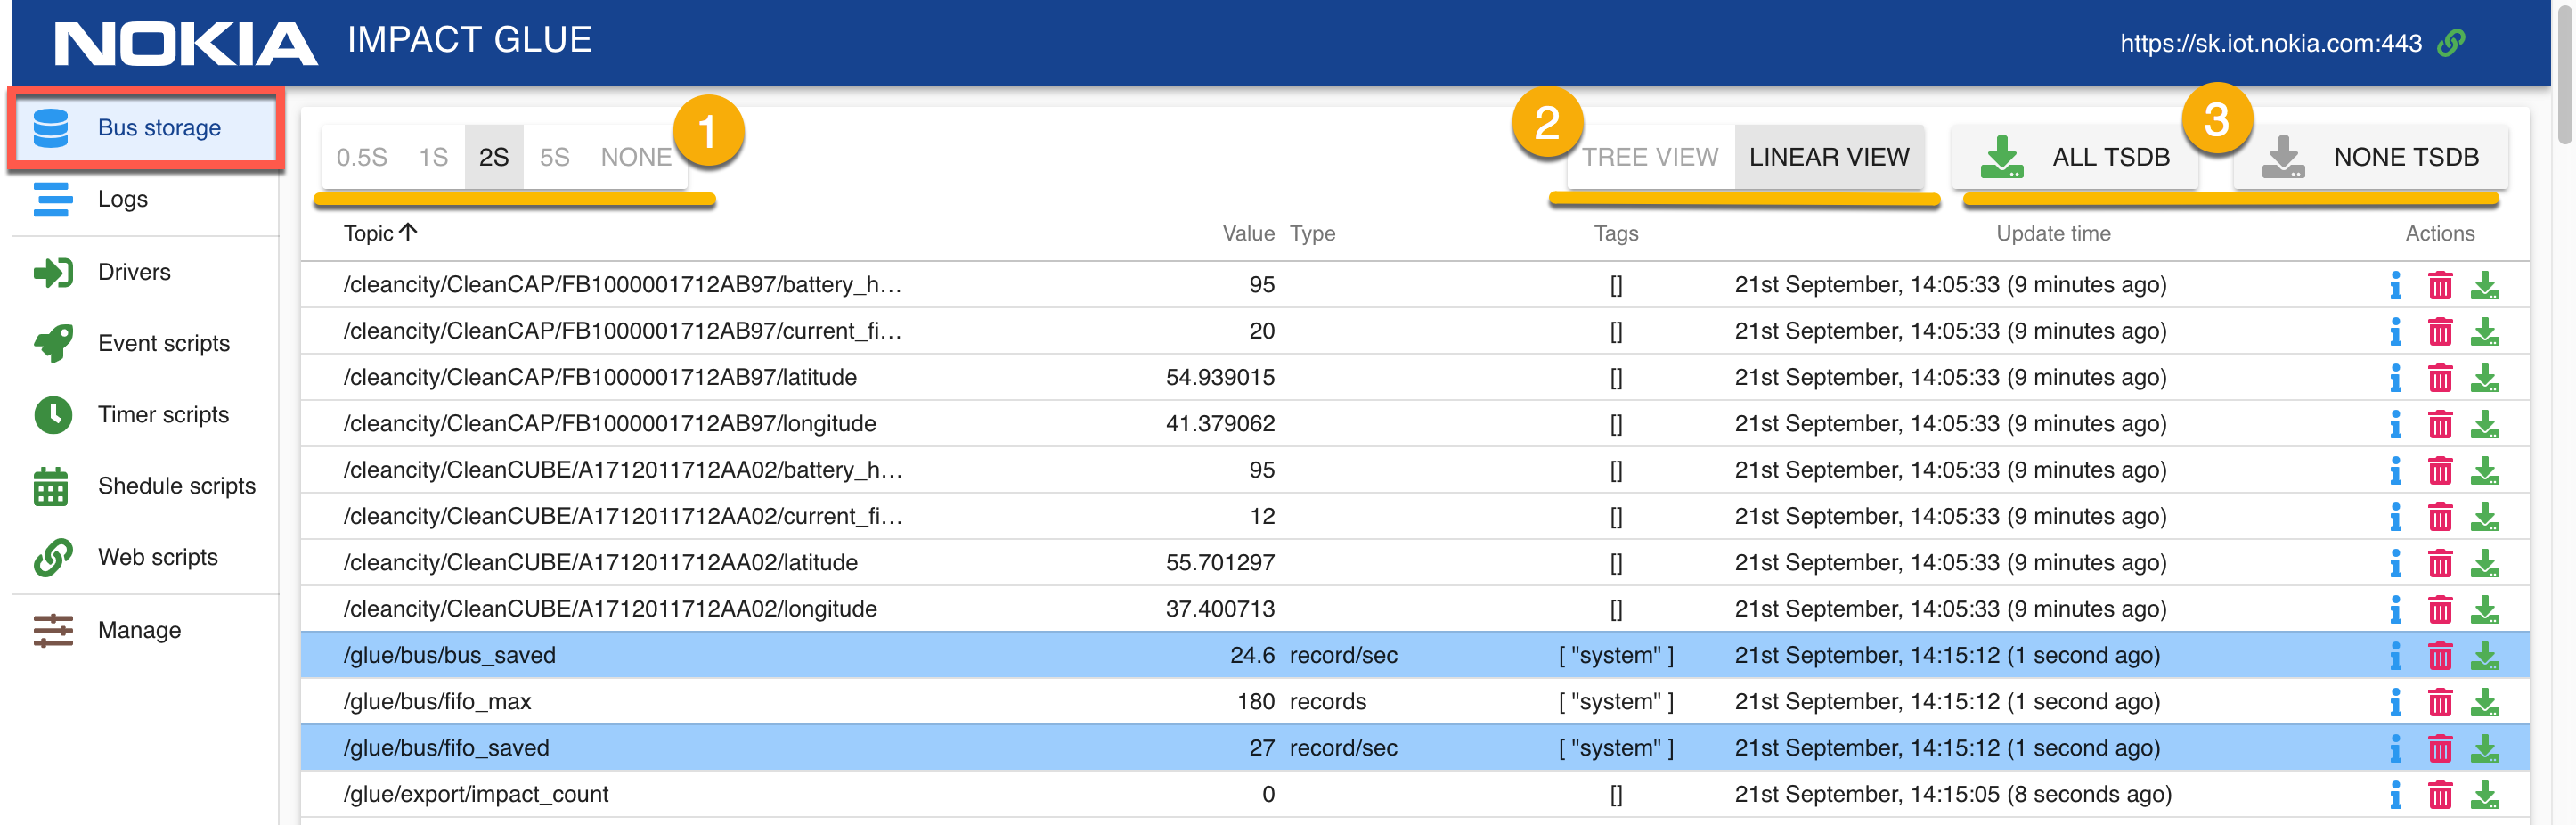 NOKIA IMPACT GLUE https://sk.iot.nokia.com:443
Bus storage
Logs
Drivers
Event scripts
Timer scripts
Shedule scripts
Web scripts
Manage
0.5S 1S 2S 5S NONE 1
2 TREE VIEW LINEAR VIEW ALL TSDB 3 NONE TSDB
Topic Value Type Tags Update time Actions
/cleancity/CleanCAP/FB1000001712AB97/battery_h… 95 [] 21st September, 14:05:33 (9 minutes ago)
/cleancity/CleanCAP/FB1000001712AB97/current_fi… 20 [] 21st September, 14:05:33 (9 minutes ago)
/cleancity/CleanCAP/FB1000001712AB97/latitude 54.939015 [] 21st September, 14:05:33 (9 minutes ago)
/cleancity/CleanCAP/FB1000001712AB97/longitude 41.379062 [] 21st September, 14:05:33 (9 minutes ago)
/cleancity/CleanCUBE/A1712011712AA02/battery_h… 95 [] 21st September, 14:05:33 (9 minutes ago)
/cleancity/CleanCUBE/A1712011712AA02/current_fi… 12 [] 21st September, 14:05:33 (9 minutes ago)
/cleancity/CleanCUBE/A1712011712AA02/latitude 55.701297 [] 21st September, 14:05:33 (9 minutes ago)
/cleancity/CleanCUBE/A1712011712AA02/longitude 37.400713 [] 21st September, 14:05:33 (9 minutes ago)
/glue/bus/bus_saved 24.6 record/sec [ "system" ] 21st September, 14:15:12 (1 second ago)
/glue/bus/fifo_max 180 records [ "system" ] 21st September, 14:15:12 (1 second ago)
/glue/bus/fifo_saved 27 record/sec [ "system" ] 21st September, 14:15:12 (1 second ago)
/glue/export/impact_count 0 [] 21st September, 14:15:05 (8 seconds ago)